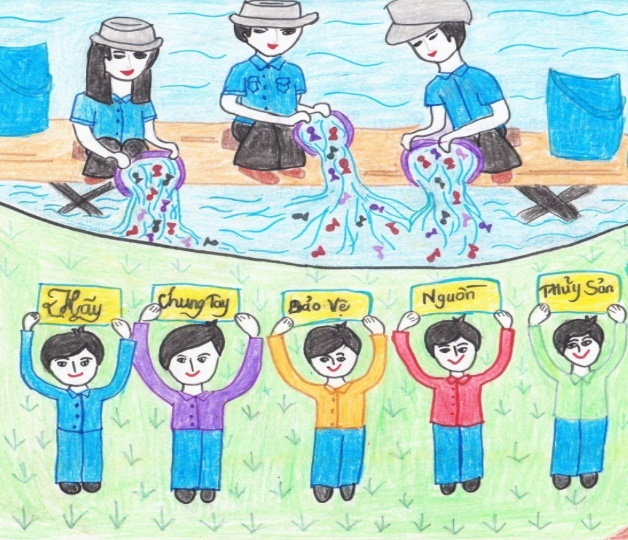 Hãy
Chung Tay
Bảo Vệ
Nguồn
Thủy Sản